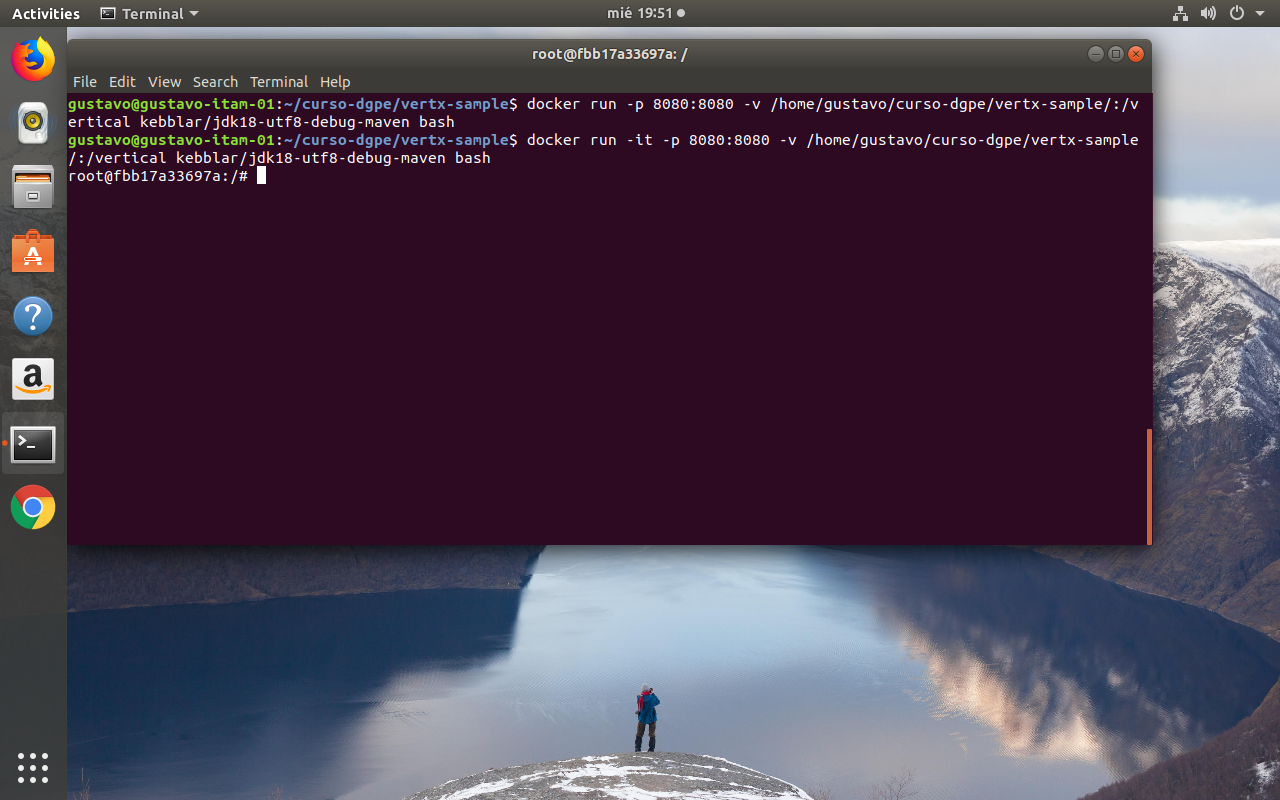 Activities Terminal mié 19:51
root@fbb17a33697a: /
File Edit View Search Terminal Help
gustavo@gustavo-itam-01:~/curso-dgpe/vertx-sample$ docker run -p 8080:8080 -v /home/gustavo/curso-dgpe/vertx-sample/:/v
ertical kebblar/jdk18-utf8-debug-maven bash
gustavo@gustavo-itam-01:~/curso-dgpe/vertx-sample$ docker run -it -p 8080:8080 -v /home/gustavo/curso-dgpe/vertx-sample
/:/vertical kebblar/jdk18-utf8-debug-maven bash
root@fbb17a33697a:/#